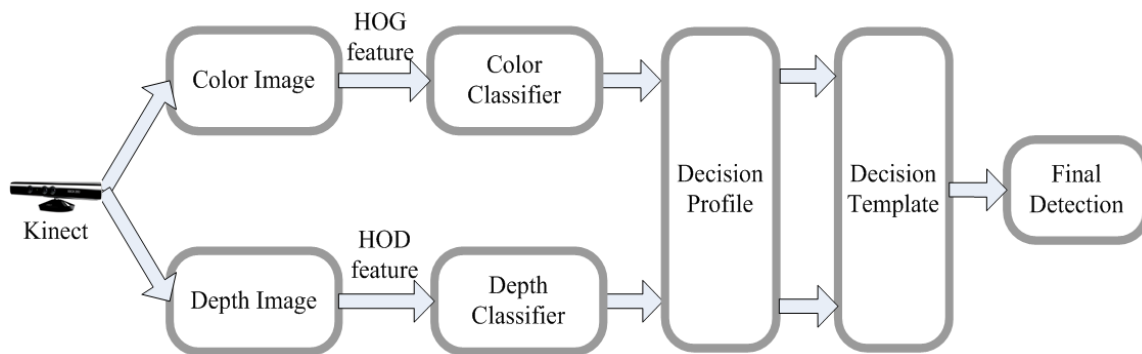 HOG
feature
Color Image
Color
Classifier
Kinect
HOD
feature
Depth Image
Depth
Classifier
Decision
Profile
Decision
Template
Final
Detection